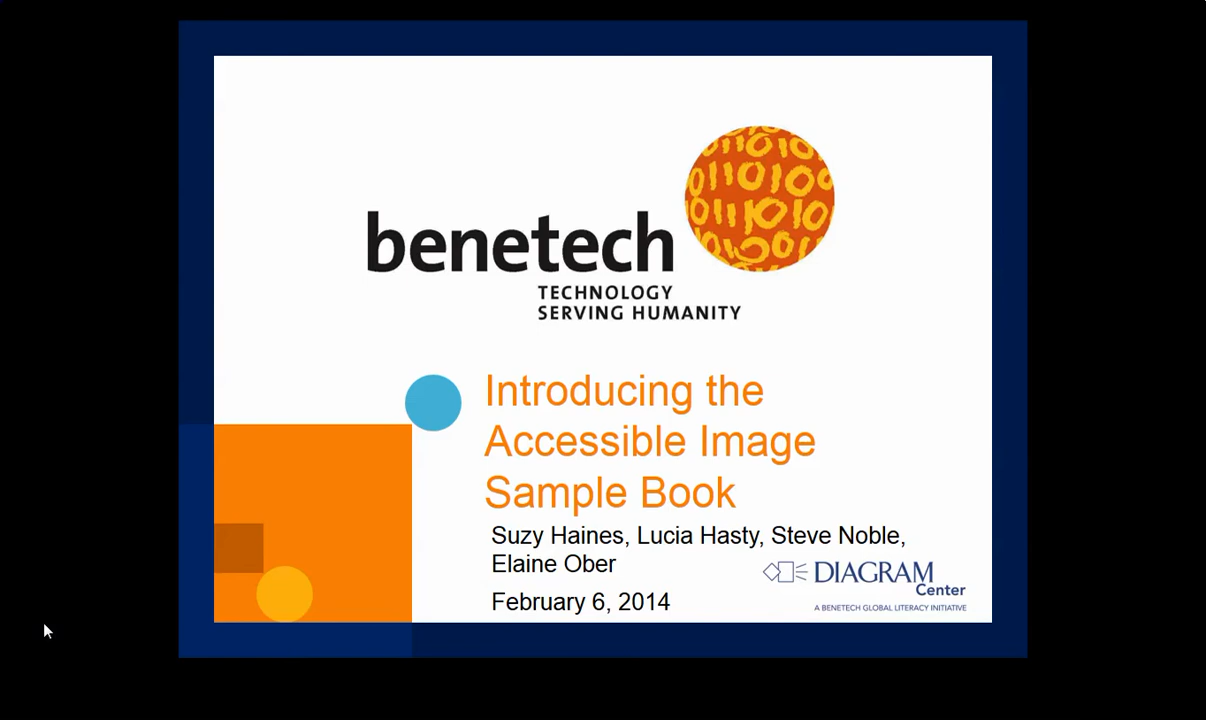 benetech
TECHNOLOGY
SERVING HUMANITY
Introducing the
Accessible Image
Sample Book
Suzy Haines, Lucia Hasty, Steve Noble,
Elaine Ober
February 6, 2014
DIAGRAM
Center
A BENETECH GLOBAL LITERACY INITIATIVE